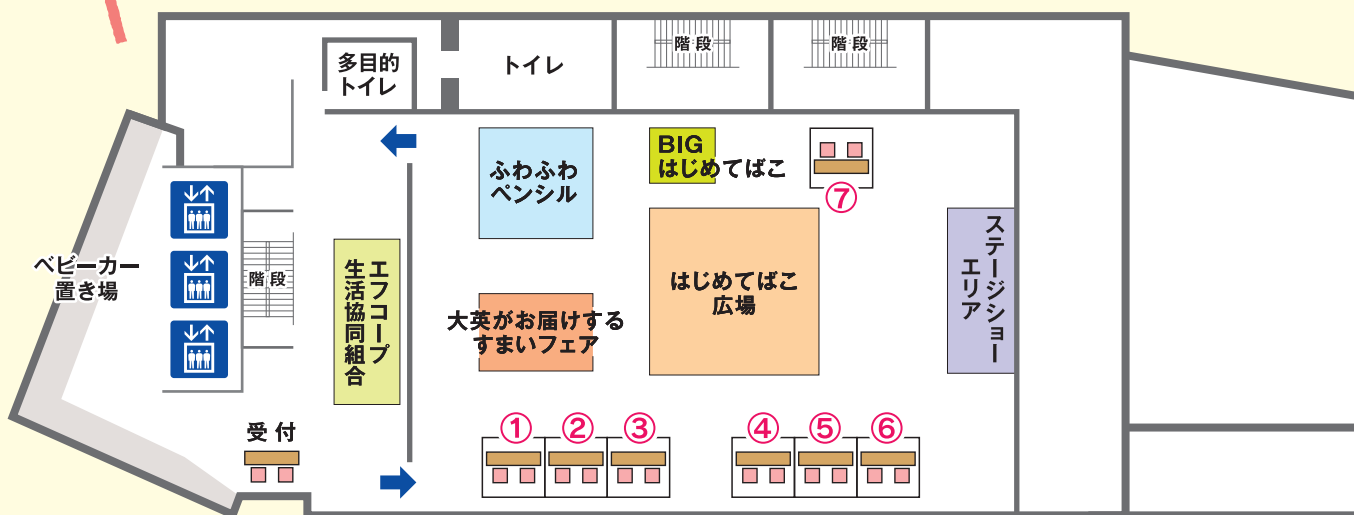 多目的
トイレ
トイレ
階段
階段
ふわふわ
ペンシル
BIG
はじめてばこ
⑦
ベビーカー
置き場
階段
エフコープ
生活協同組合
大英がお届けする
すまいフェア
はじめてばこ
広場
ステージショー
エリア
受付
①
②
③
④
⑤
⑥